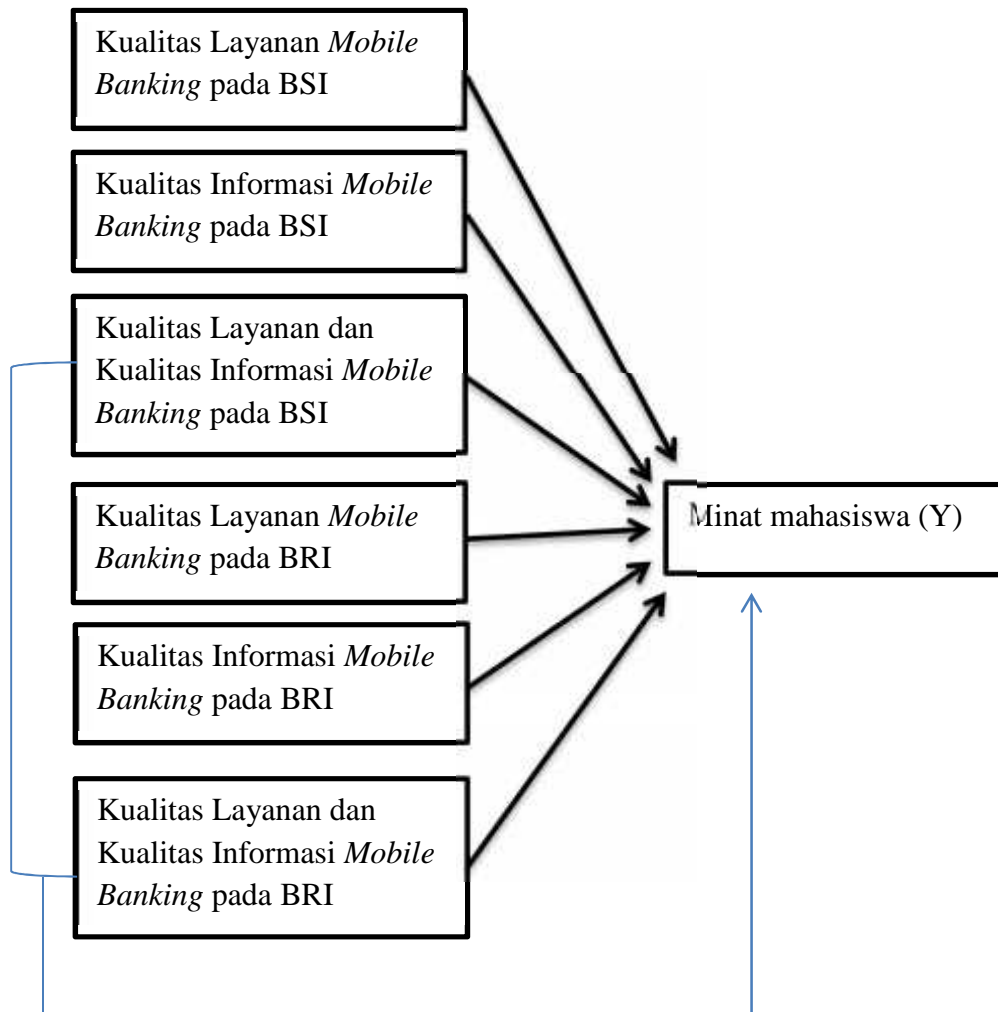 Kualitas Layanan Mobile
Banking pada BSI
Kualitas Informasi Mobile
Banking pada BSI
Kualitas Layanan dan
Kualitas Informasi Mobile
Banking pada BSI
Kualitas Layanan Mobile
Banking pada BRI
Minat mahasiswa (Y)
Kualitas Informasi Mobile
Banking pada BRI
Kualitas Layanan dan
Kualitas Informasi Mobile
Banking pada BRI